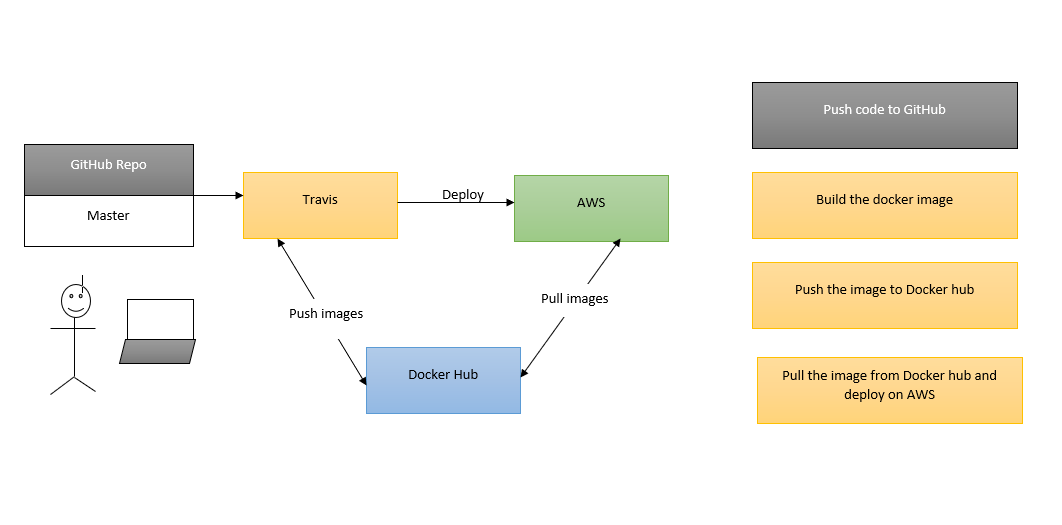 GitHub Repo
Master
Travis
Deploy
AWS
Push images
Pull images
Docker Hub
Push code to GitHub
Build the docker image
Push the image to Docker hub
Pull the image from Docker hub and
deploy on AWS